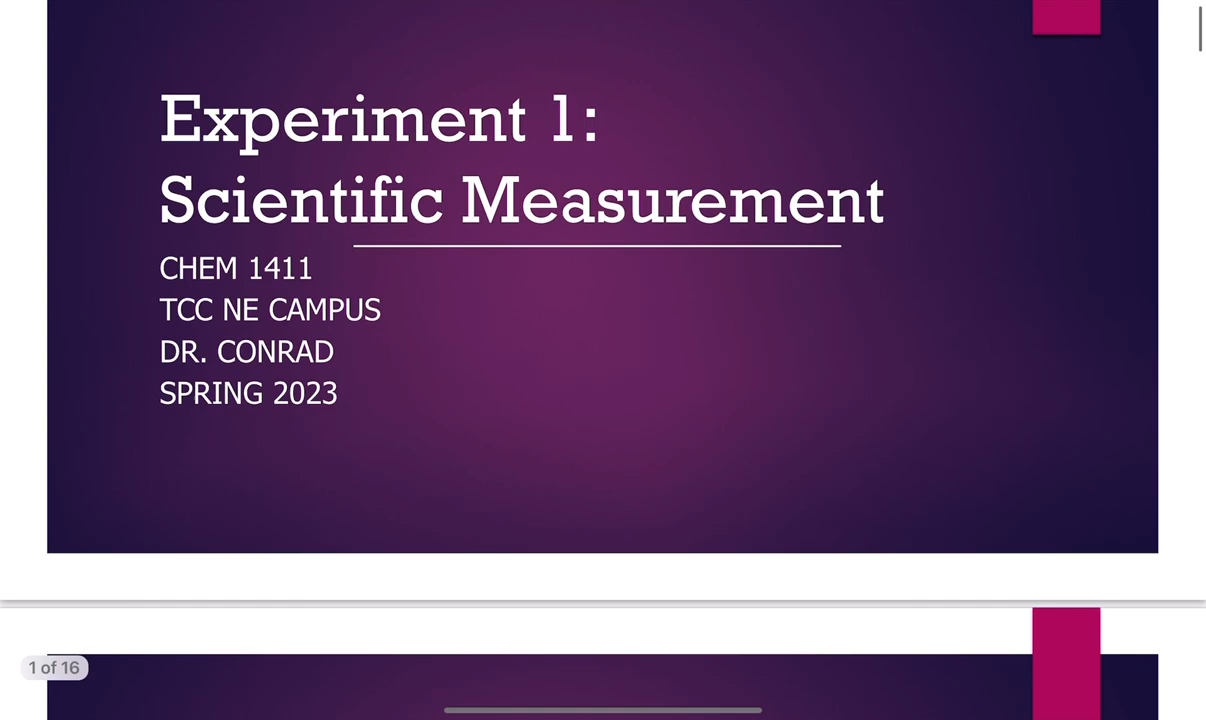 Experiment 1:
Scientific Measurement
CHEM 1411
TCC NE CAMPUS
DR. CONRAD
SPRING 2023
1 of 16